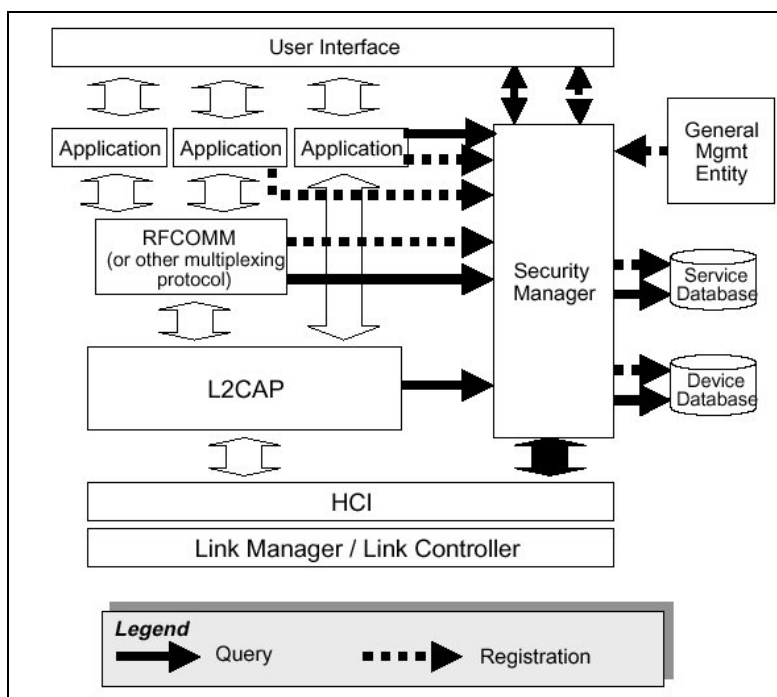 User Interface
Application
Application
Application
General
Mgmt
Entity
RFCOMM
(or other multiplexing
protocol)
Security
Manager
Service
Database
L2CAP
Device
Database
HCI
Link Manager / Link Controller
Legend
Query
Registration